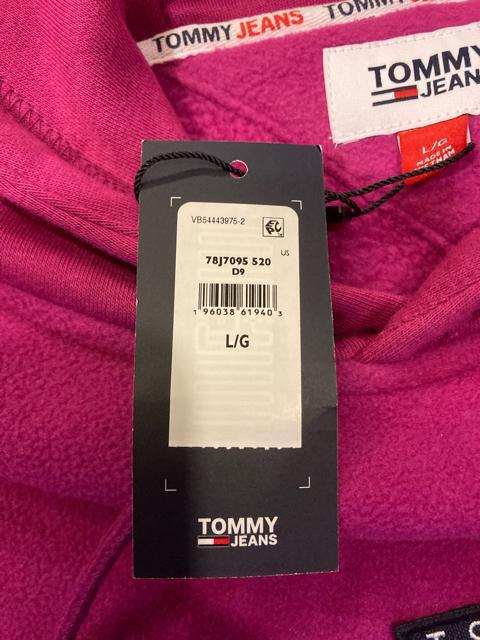 TOMMY JEANS
TOMMY JEANS
TOMMY
JEANS
L/G
MADE IN
VB54443975-2
US
78J7095 520
D9
1 96038 61940 3
L/G
TOMMY
JEANS